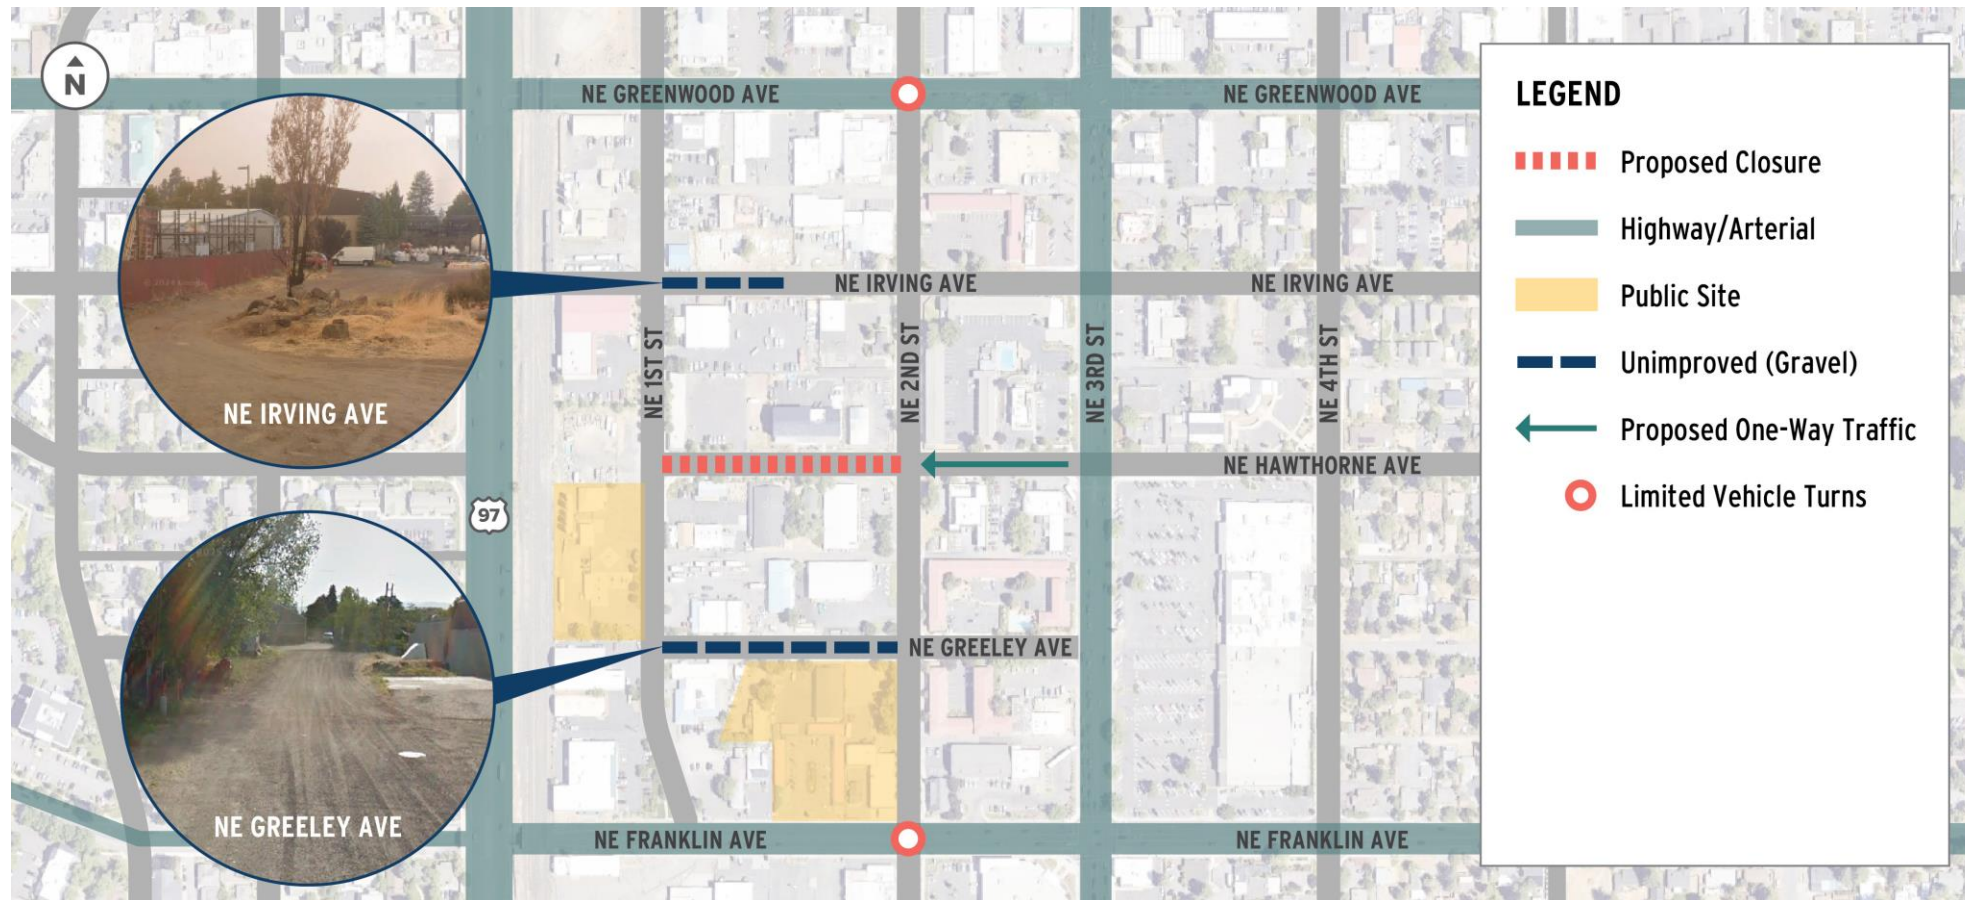 N
NE GREENWOOD AVE
NE GREENWOOD AVE
NE IRVING AVE
NE IRVING AVE
NE IRVING AVE
NE 1ST ST
NE 2ND ST
NE 3RD ST
NE 4TH ST
NE HAWTHORNE AVE
97
NE GREELEY AVE
NE GREELEY AVE
NE FRANKLIN AVE
NE FRANKLIN AVE
LEGEND
Proposed Closure
Highway/Arterial
Public Site
Unimproved (Gravel)
Proposed One-Way Traffic
Limited Vehicle Turns